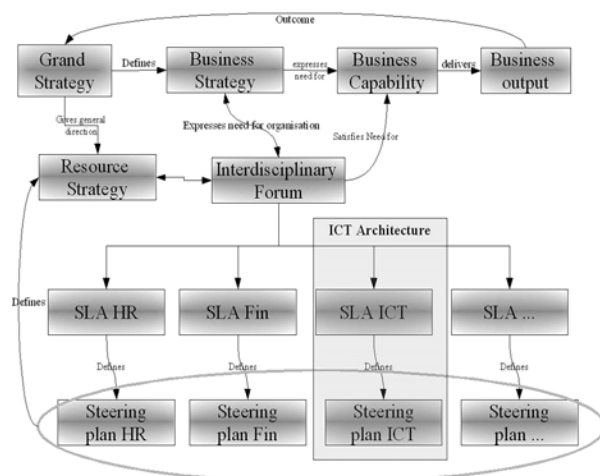 Outcome
Grand
Strategy
Defines
Business
Strategy
expresses
need for
Business
Capability
delivers
Business
output
Gives general
direction
Expresses need for organisation
Satisfies Need for
Resource
Strategy
Interdisciplinary
Forum
ICT Architecture
Defines
SLA HR
SLA Fin
SLA ICT
SLA ...
Defines
Defines
Defines
Defines
Steering
plan HR
Steering
plan Fin
Steering
plan ICT
Steering
plan ...